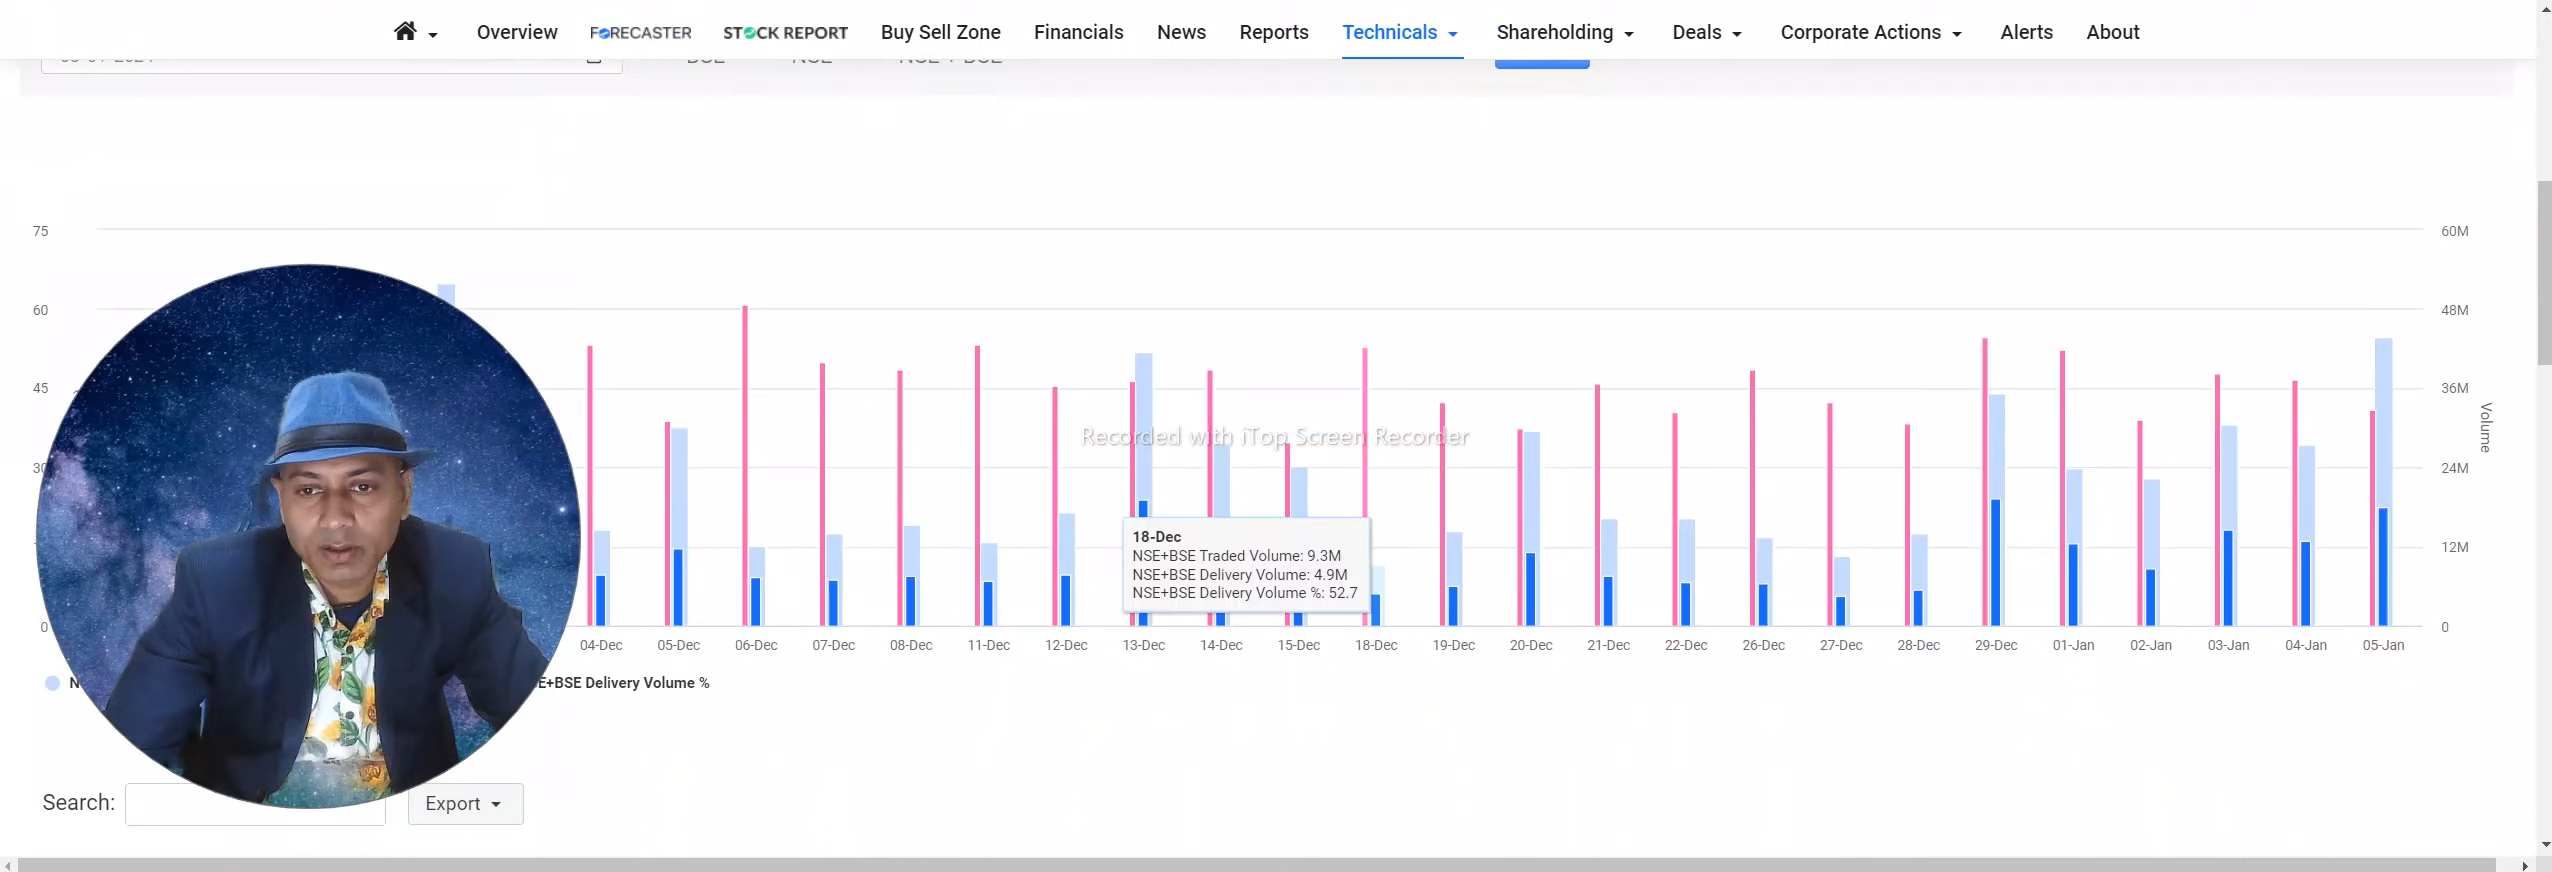 Overview FORECASTER STOCK REPORT Buy Sell Zone Financials News Reports Technicals Shareholding Deals Corporate Actions Alerts About
BSE NSE NSE + BSE
75 60M
60 48M
45 36M
Volume
Recorded with iTop Screen Recorder
30 24M
12M
0 0
18-Dec
NSE+BSE Traded Volume: 9.3M
NSE+BSE Delivery Volume: 4.9M
NSE+BSE Delivery Volume %: 52.7
04-Dec 05-Dec 06-Dec 07-Dec 08-Dec 11-Dec 12-Dec 13-Dec 14-Dec 15-Dec 18-Dec 19-Dec 20-Dec 21-Dec 22-Dec 26-Dec 27-Dec 28-Dec 29-Dec 01-Jan 02-Jan 03-Jan 04-Jan 05-Jan
N E+BSE Delivery Volume %
Search: Export